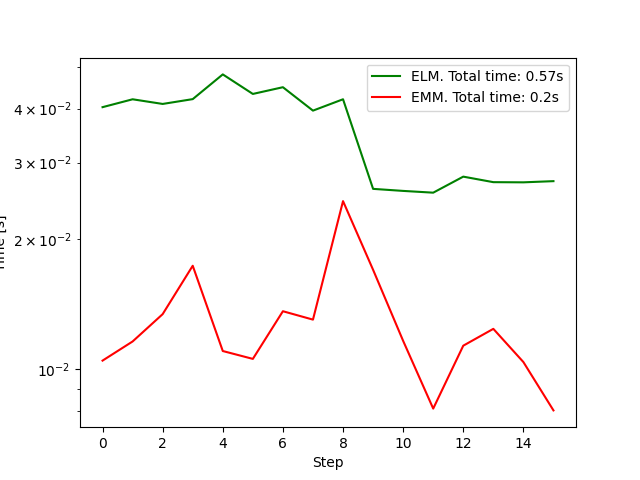 ELM. Total time: 0.57s
EMM. Total time: 0.2s
4 × 10⁻²
3 × 10⁻²
2 × 10⁻²
10⁻²
Time [s]
0 2 4 6 8 10 12 14
Step